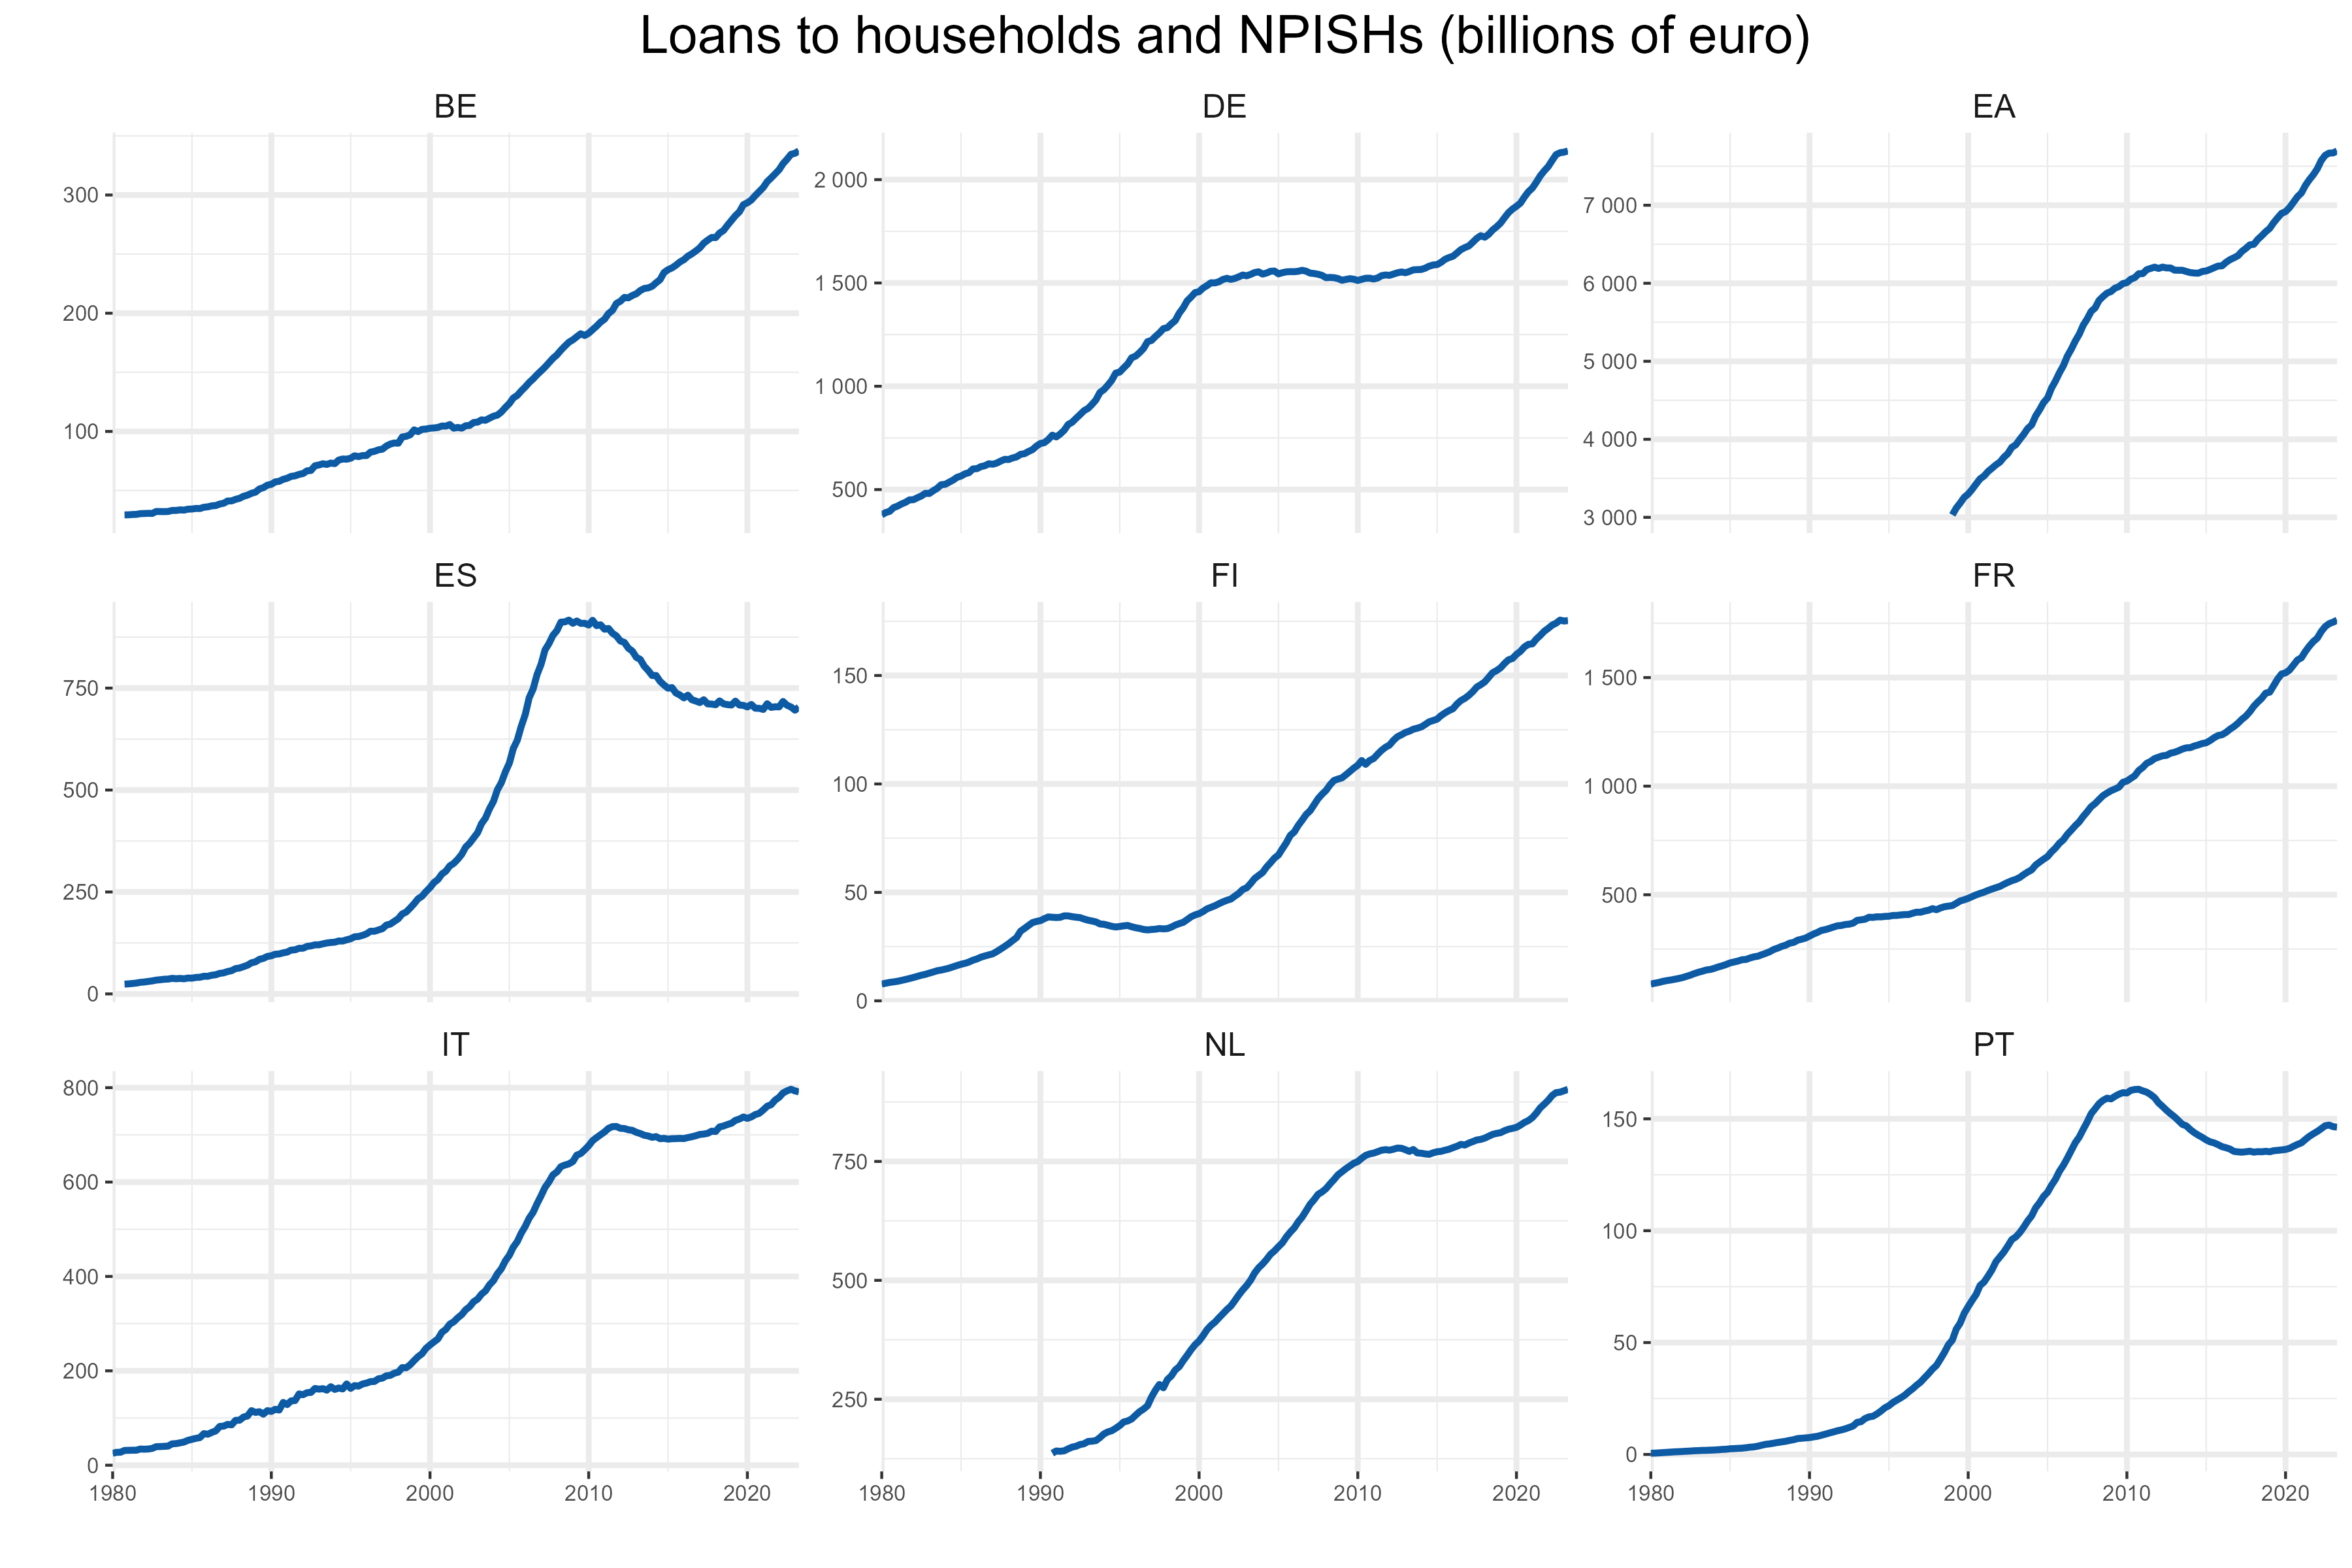 Loans to households and NPISHs (billions of euro)
BE
DE
EA
300
200
100
2 000
1 500
1 000
500
7 000
6 000
5 000
4 000
3 000
ES
FI
FR
750
500
250
0
150
100
50
0
1 500
1 000
500
IT
NL
PT
800
600
400
200
0
750
500
250
150
100
50
0
1980 1990 2000 2010 2020
1980 1990 2000 2010 2020
1980 1990 2000 2010 2020